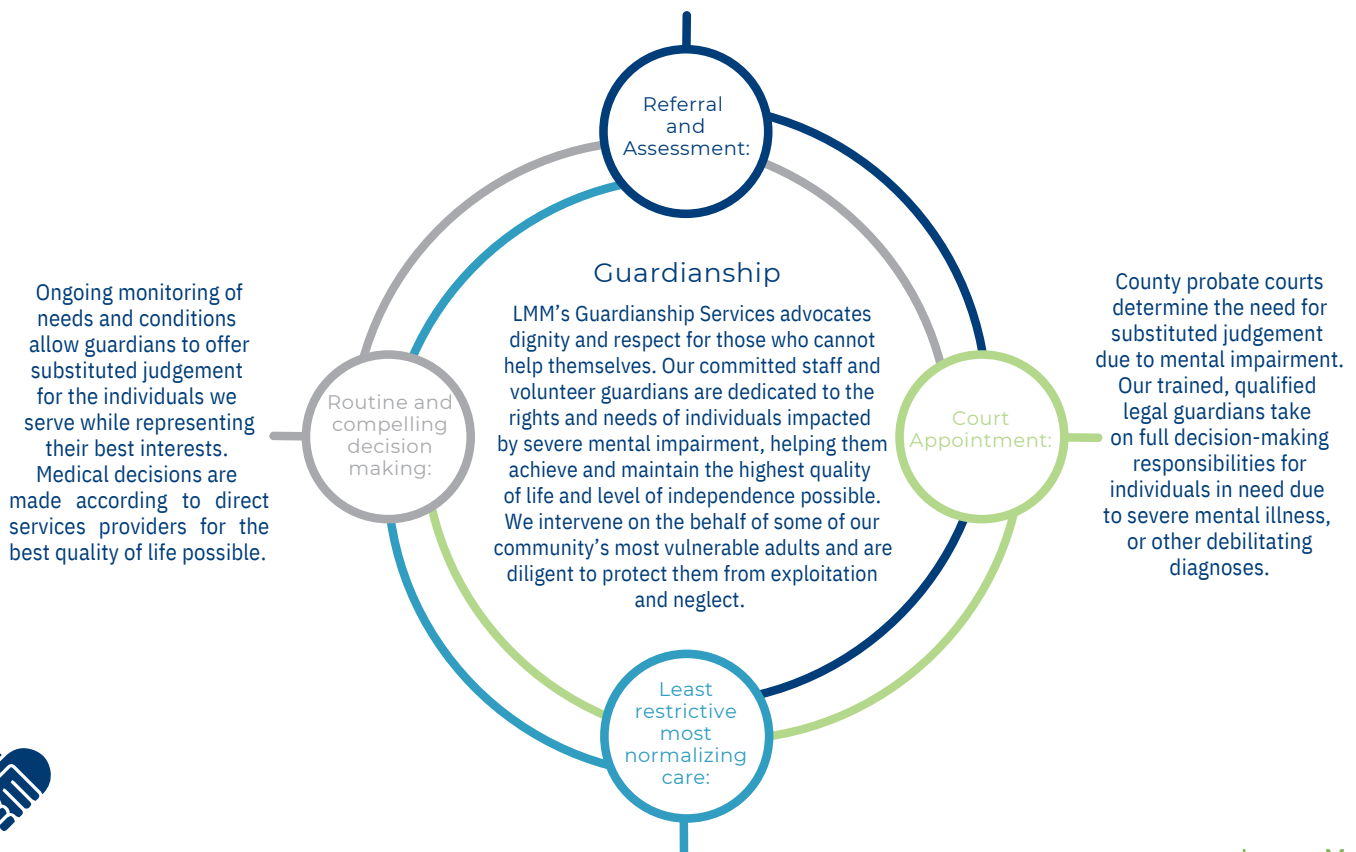 Referral
and
Assessment:
Guardianship
LMM's Guardianship Services advocates
dignity and respect for those who cannot
help themselves. Our committed staff and
volunteer guardians are dedicated to the
rights and needs of individuals impacted
by severe mental impairment, helping them
achieve and maintain the highest quality
of life and level of independence possible.
We intervene on the behalf of some of our
community's most vulnerable adults and are
diligent to protect them from exploitation
and neglect.
Ongoing monitoring of
needs and conditions
allow guardians to offer
substituted judgement
for the individuals we
serve while representing
their best interests.
Medical decisions are
made according to direct
services providers for the
best quality of life possible.
Routine and
compelling
decision
making:
Court
Appointment:
County probate courts
determine the need for
substituted judgement
due to mental impairment.
Our trained, qualified
legal guardians take
on full decision-making
responsibilities for
individuals in need due
to severe mental illness,
or other debilitating
diagnoses.
Least
restrictive
most
normalizing
care: